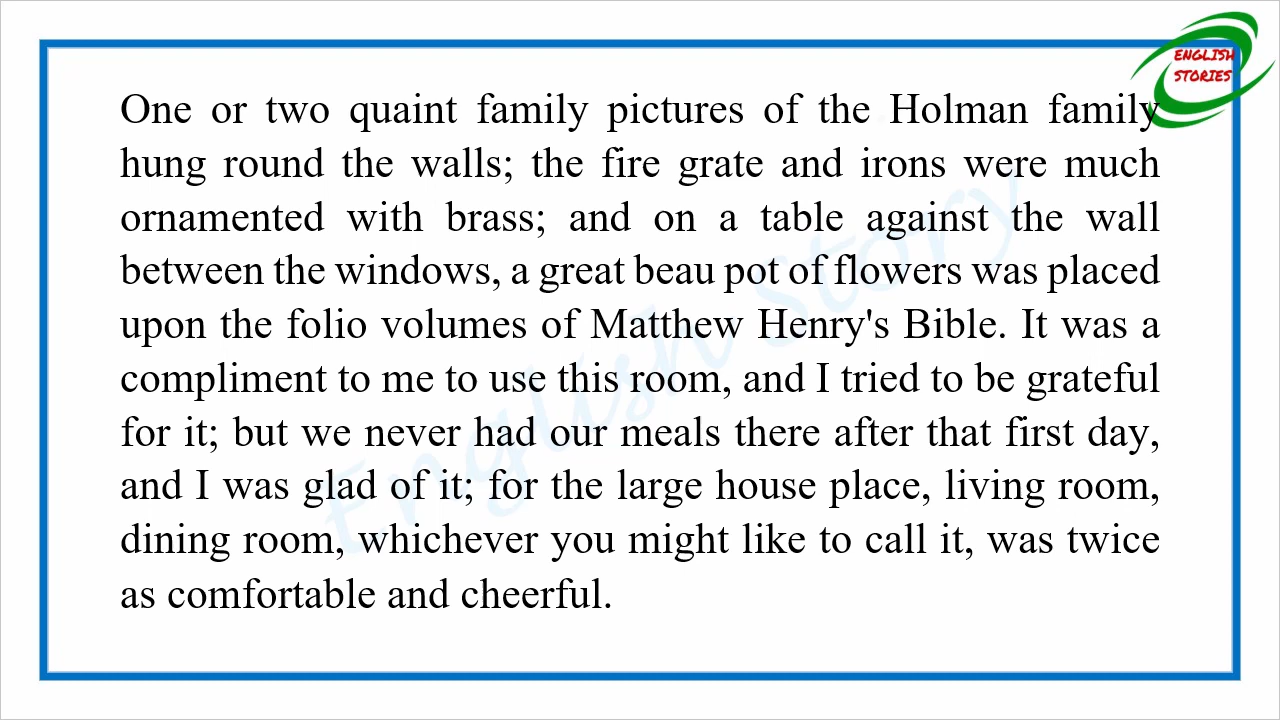 ENGLISH
STORIES
One or two quaint family pictures of the Holman family
hung round the walls; the fire grate and irons were much
ornamented with brass; and on a table against the wall
between the windows, a great beau pot of flowers was placed
upon the folio volumes of Matthew Henry's Bible. It was a
compliment to me to use this room, and I tried to be grateful
for it; but we never had our meals there after that first day,
and I was glad of it; for the large house place, living room,
dining room, whichever you might like to call it, was twice
as comfortable and cheerful.
English Story